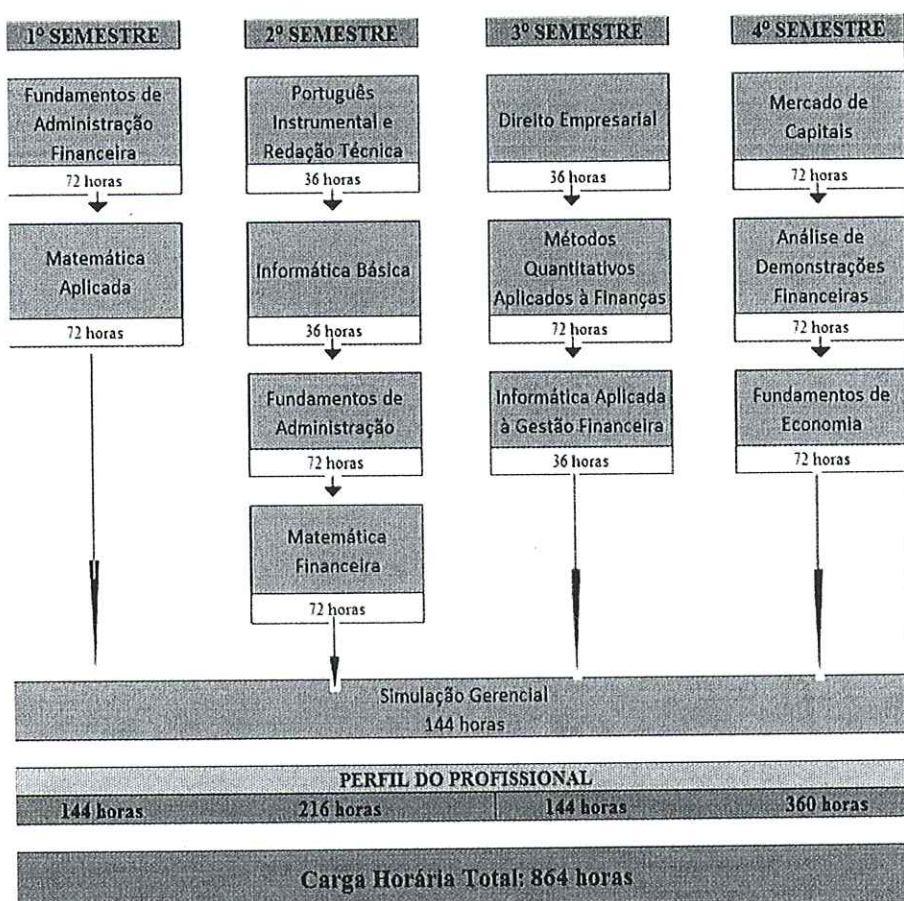 1º SEMESTRE
Fundamentos de
Administração
Financeira
72 horas
Matemática
Aplicada
72 horas
2º SEMESTRE
Português
Instrumental e
Redação Técnica
36 horas
Informática Básica
36 horas
Fundamentos de
Administração
72 horas
Matemática
Financeira
72 horas
3º SEMESTRE
Direito Empresarial
36 horas
Métodos
Quantitativos
Aplicados à Finanças
72 horas
Informática Aplicada
à Gestão Financeira
36 horas
4º SEMESTRE
Mercado de
Capitais
72 horas
Análise de
Demonstrações
Financeiras
72 horas
Fundamentos de
Economia
72 horas
Simulação Gerencial
144 horas
PERFIL DO PROFISSIONAL
144 horas 216 horas 144 horas 360 horas
Carga Horária Total: 864 horas